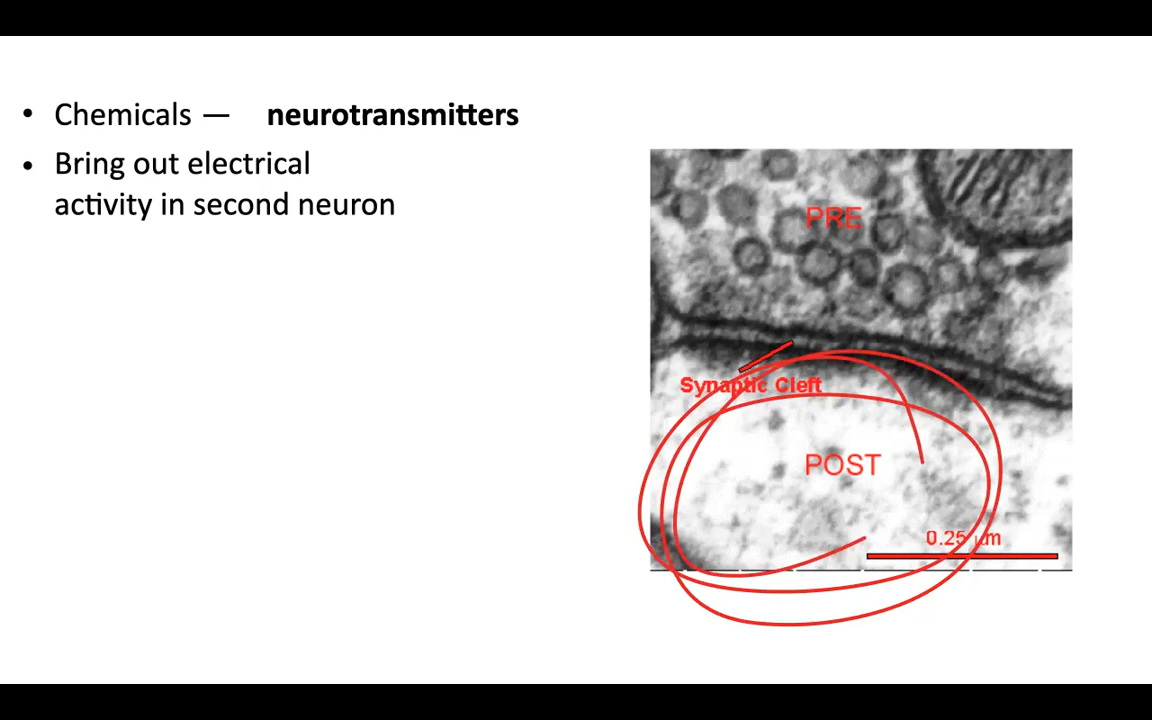 • Chemicals — neurotransmitters
• Bring out electrical
activity in second neuron
PRE
Synaptic Cleft
POST
0.25 µm